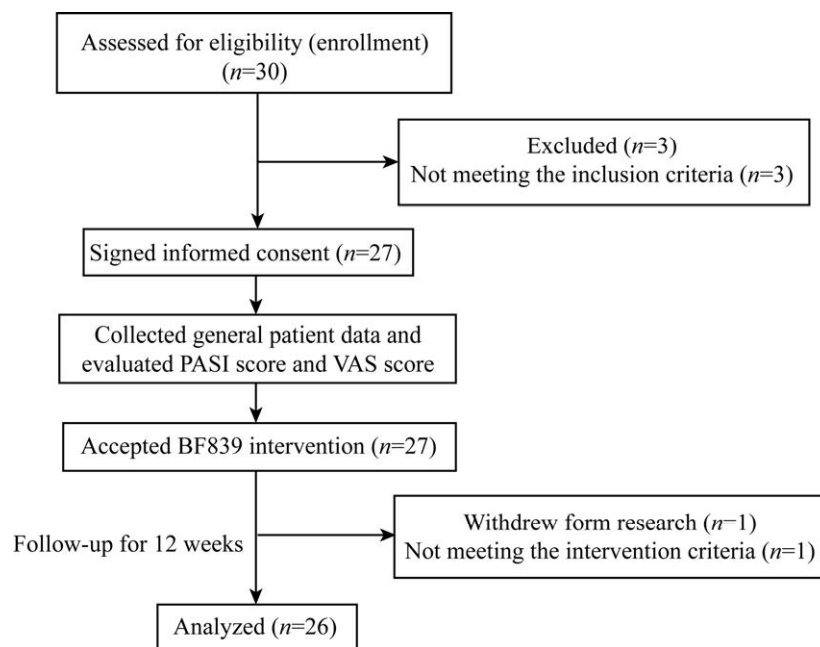 Assessed for eligibility (enrollment)
(n=30)
Excluded (n=3)
Not meeting the inclusion criteria (n=3)
Signed informed consent (n=27)
Collected general patient data and
evaluated PASI score and VAS score
Accepted BF839 intervention (n=27)
Withdrew form research (n=1)
Not meeting the intervention criteria (n=1)
Follow-up for 12 weeks
Analyzed (n=26)